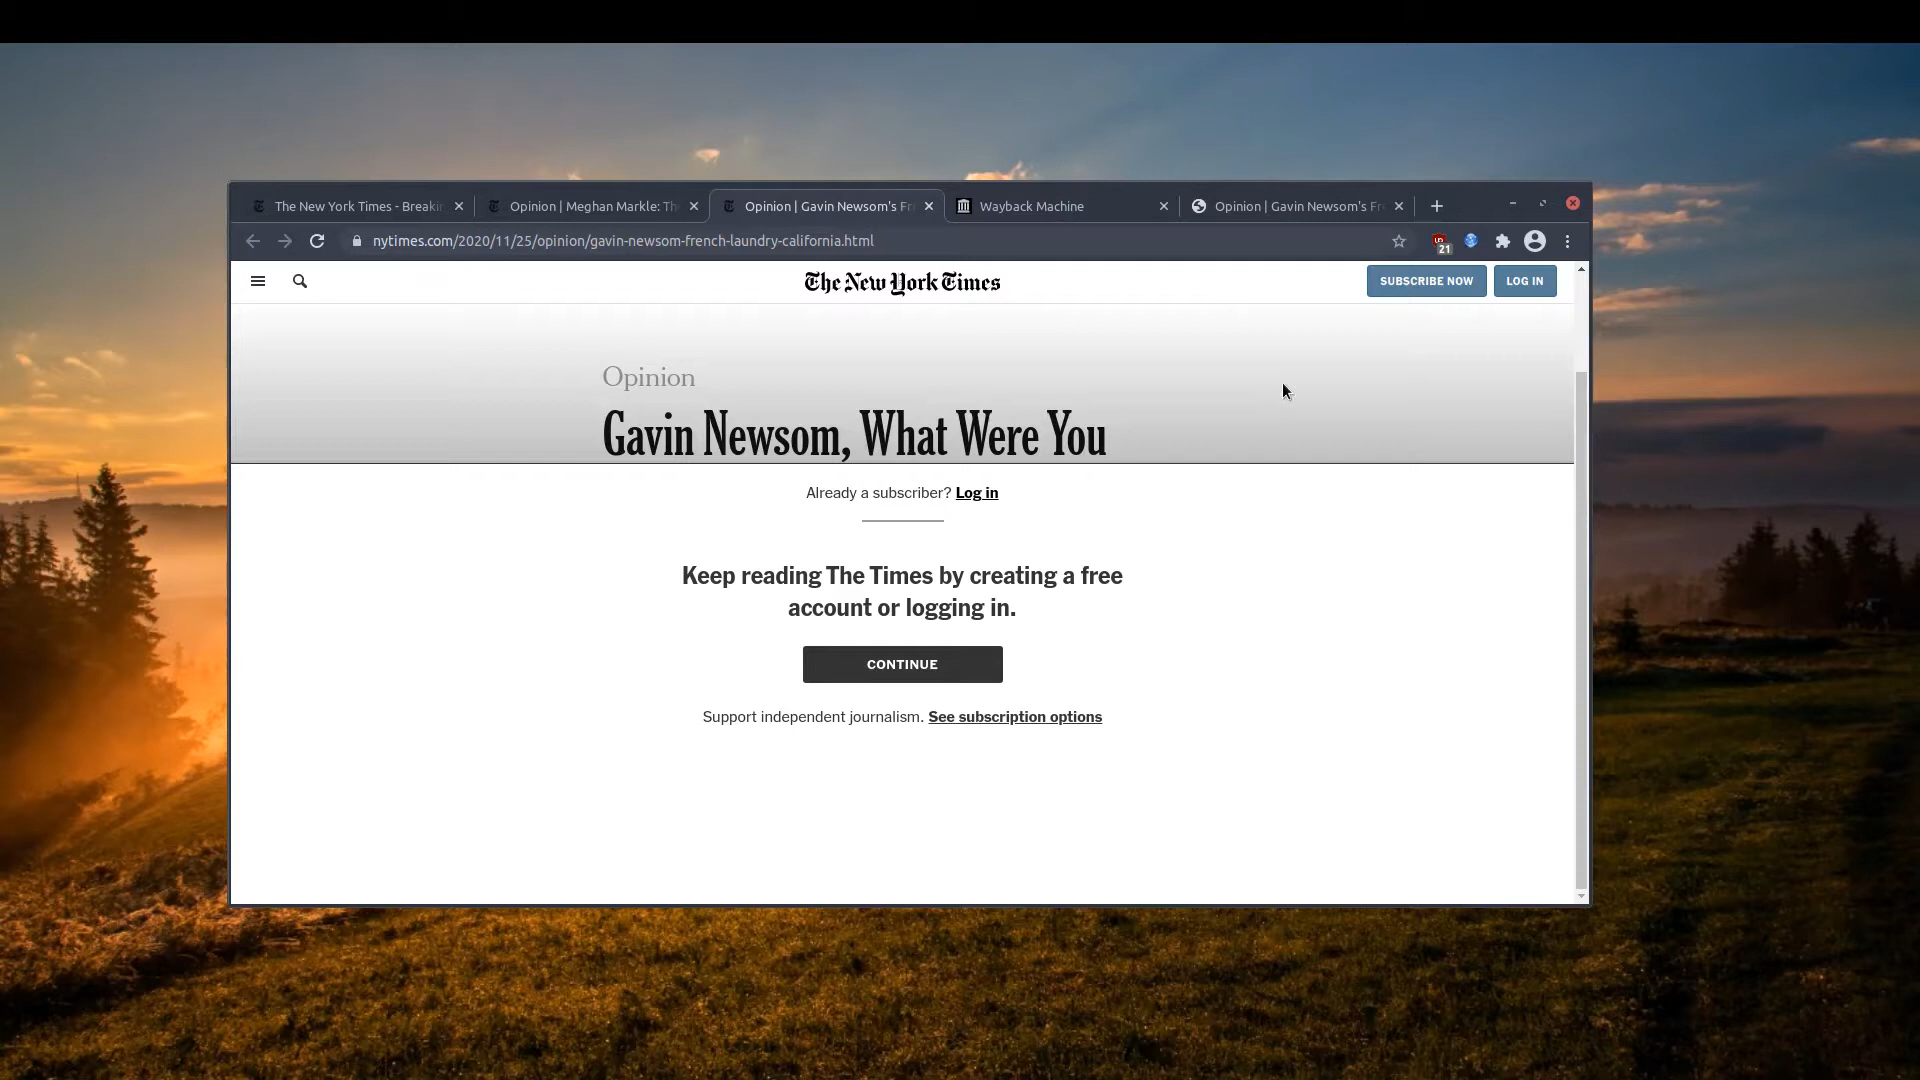 The New York Times - Breakin
Opinion | Meghan Markle: Th
Opinion | Gavin Newsom's Fr
Wayback Machine
Opinion | Gavin Newsom's Fr
nytimes.com/2020/11/25/opinion/gavin-newsom-french-laundry-california.html
21
The New York Times
SUBSCRIBE NOW
LOG IN
Opinion
Gavin Newsom, What Were You
Already a subscriber? Log in
Keep reading The Times by creating a free
account or logging in.
CONTINUE
Support independent journalism. See subscription options